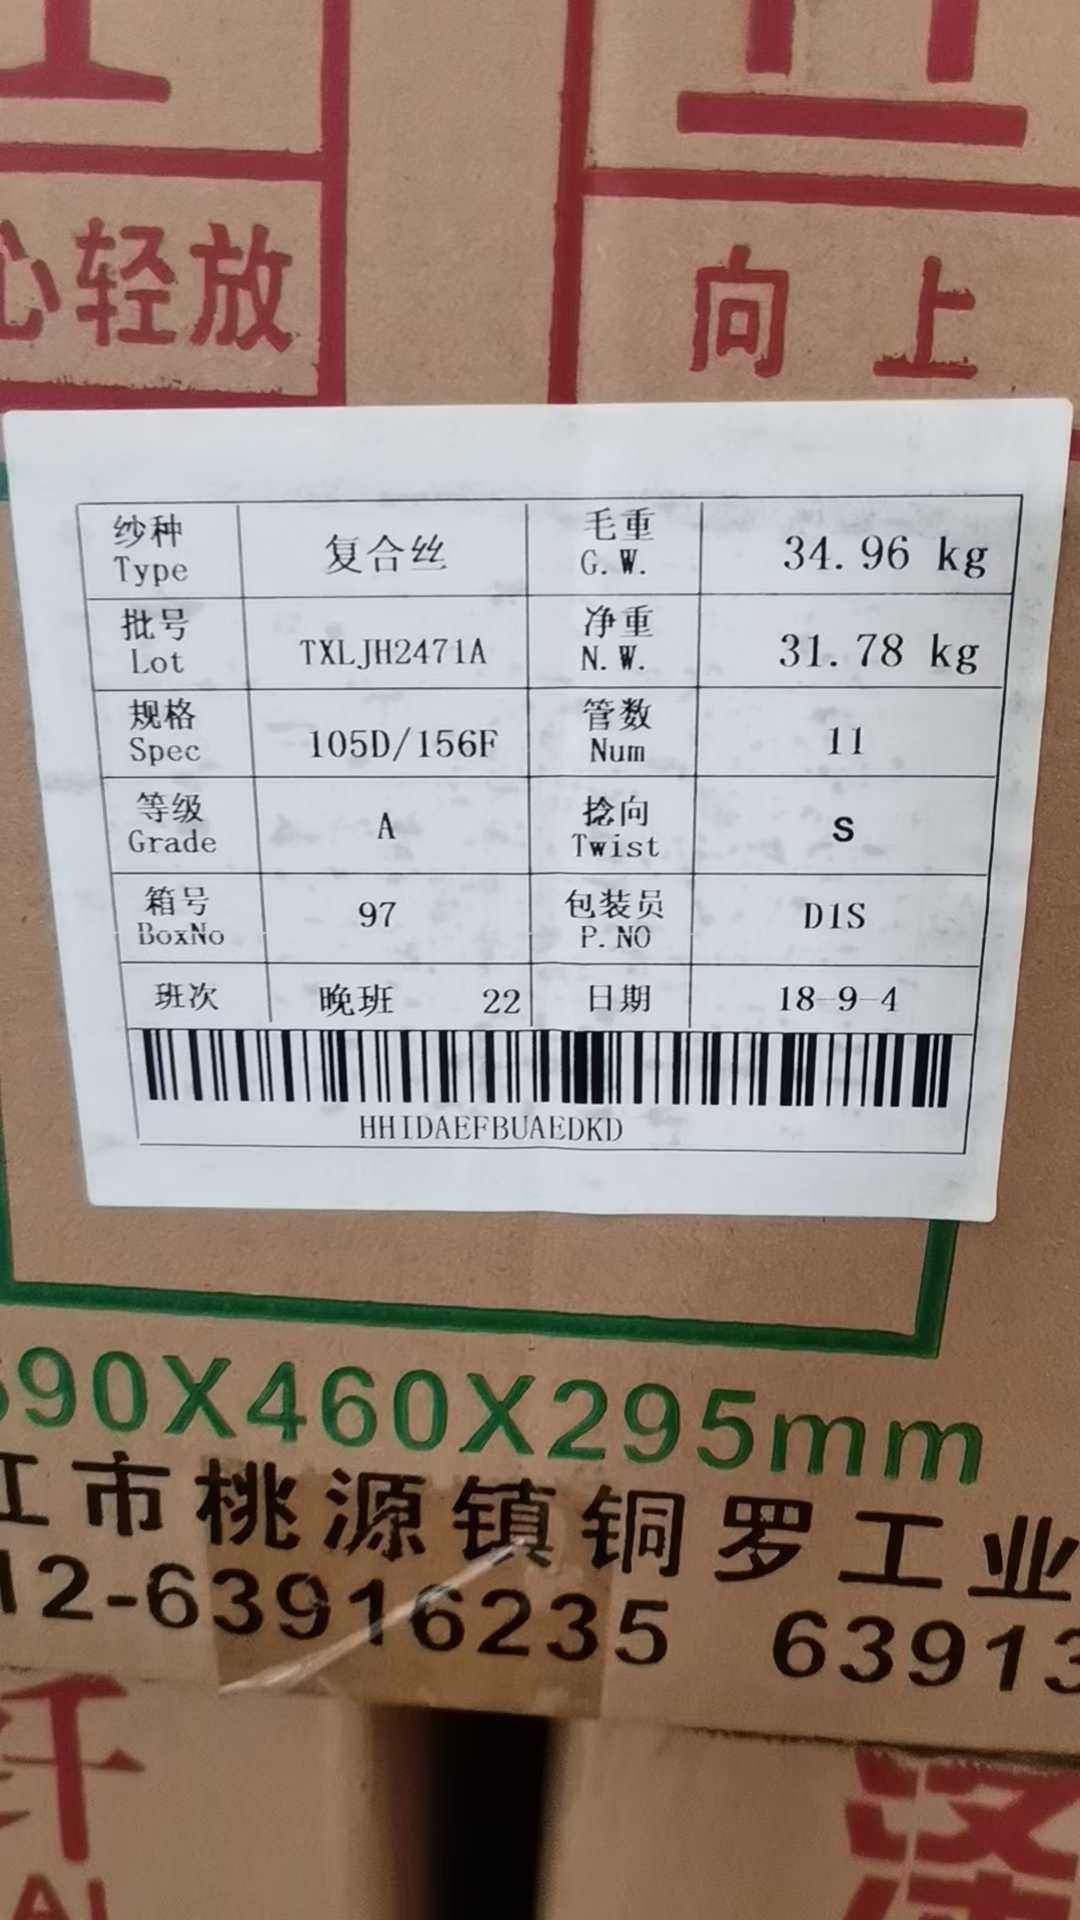 心轻放
向上
纱种 复合丝 毛重 34.96 kg
Type G.W.
批号 TXLJH2471A 净重 31.78 kg
Lot N.W.
规格 105D/156F 管数 11
Spec Num
等级 A 捻向 S
Grade Twist
箱号 97 包装员 D1S
BoxNo P.NO
班次 晚班 22 日期 18-9-4
HHIDAEFBUAEDKD
90X460X295mm
江市桃源镇铜罗工业
12-63916235 63913
纤
泽